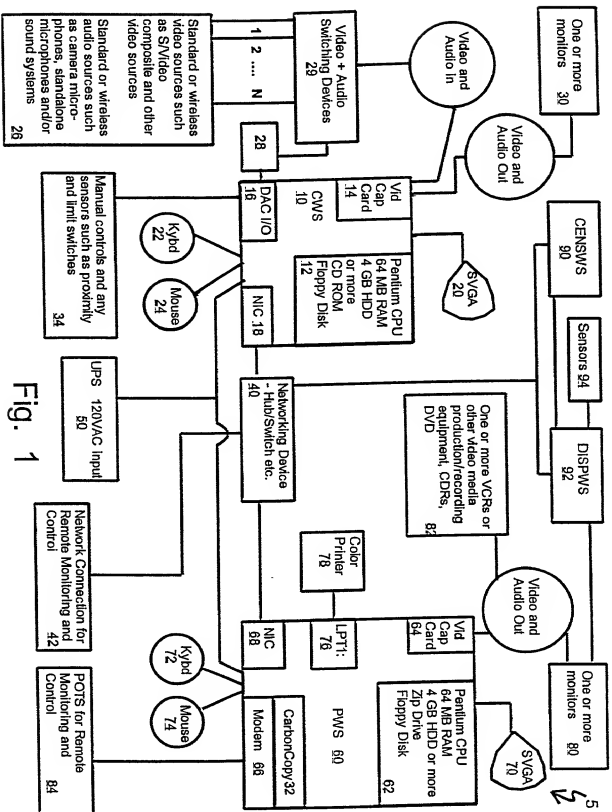 One or more
monitors
30
Video and
Audio Out
Video and
Audio In
Video + Audio
Switching Devices
29
1 2 .... N
Standard or wireless
video sources such
as S/Video
composite and other
video sources
Standard or wireless
audio sources such
as camera micro-
phones, standalone
microphones and/or
sound systems
26
28
SVGA
20
Vid
Cap
Card
14
CWS
10
DAC I/O
16
Pentium CPU
64 MB RAM
4 GB HDD
or more
CD ROM
Floppy Disk
12
NIC 18
Kybd
22
Mouse
24
Manual controls and any
sensors such as proximity
and limit switches
34
CENSWS
90
Sensors 94
DISPWS
92
One or more VCRs or
other video media
production/recording
equipment, CDRs,
DVD
82
Networking Device
- Hub/Switch etc.
40
UPS 120VAC Input
50
Network Connection for
Remote Monitoring and
Control
42
Color
Printer
78
Video and
Audio Out
One or more
monitors
80
5
SVGA
70
Vid
Cap
Card
64
LPT1:
76
NIC
68
PWS 60
Pentium CPU
64 MB RAM
4 GB HDD or more
Zip Drive
Floppy Disk
62
CarbonCopy32
Modem 66
Kybd
72
Mouse
74
POTS for Remote
Monitoring and
Control
84
Fig. 1